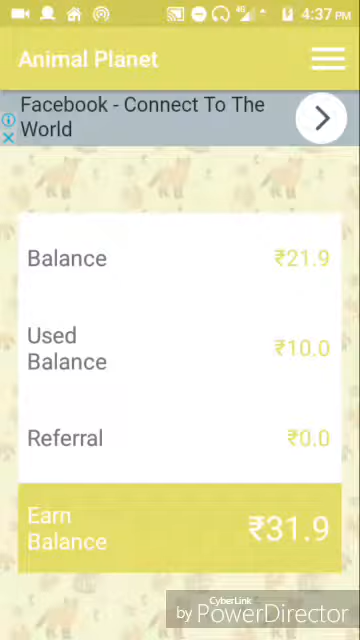 4:37 PM
Animal Planet
Facebook - Connect To The
World
Balance
₹21.9
Used
Balance
₹10.0
Referral
₹0.0
Earn
Balance
₹31.9
CyberLink
by PowerDirector